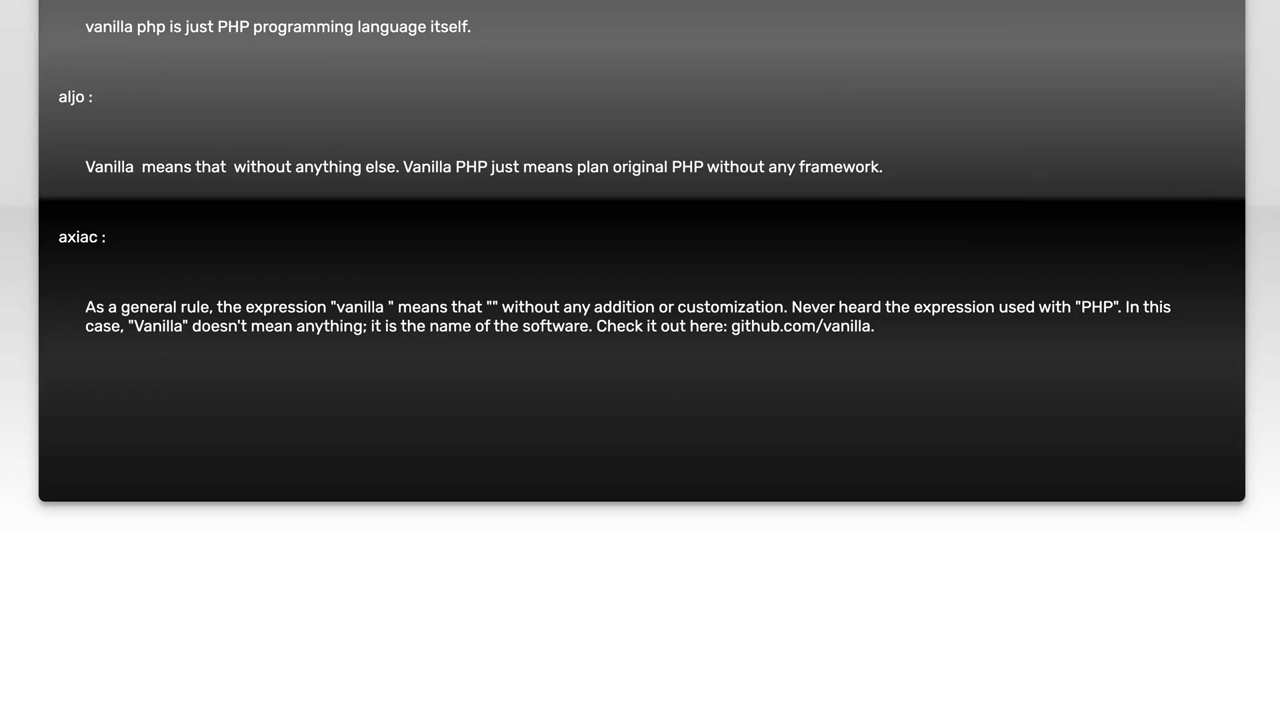 vanilla php is just PHP programming language itself.
aljo :
Vanilla  means that  without anything else. Vanilla PHP just means plan original PHP without any framework.
axiac :
As a general rule, the expression "vanilla " means that "" without any addition or customization. Never heard the expression used with "PHP". In this
case, "Vanilla" doesn't mean anything; it is the name of the software. Check it out here: github.com/vanilla.